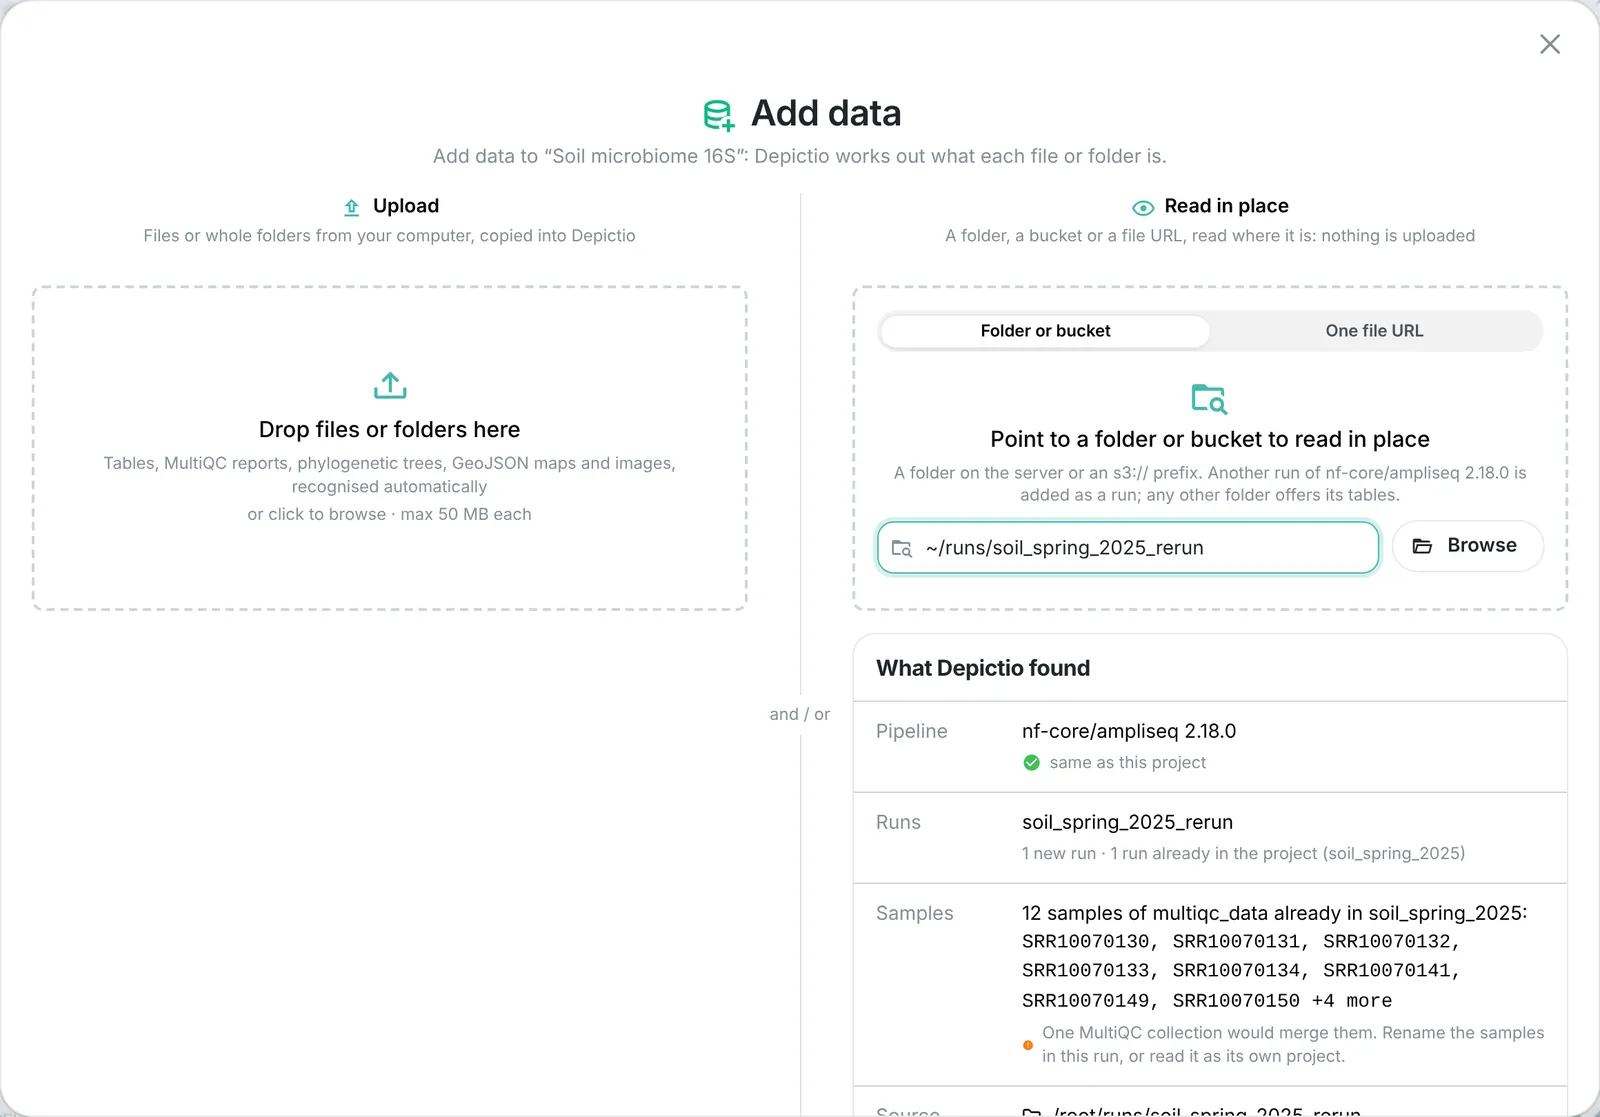 Add data
Add data to “Soil microbiome 16S”: Depictio works out what each file or folder is.
Upload
Files or whole folders from your computer, copied into Depictio
Drop files or folders here
Tables, MultiQC reports, phylogenetic trees, GeoJSON maps and images,
recognised automatically
or click to browse · max 50 MB each
and / or
Read in place
A folder, a bucket or a file URL, read where it is: nothing is uploaded
Folder or bucket
One file URL
Point to a folder or bucket to read in place
A folder on the server or an s3:// prefix. Another run of nf-core/ampliseq 2.18.0 is
added as a run; any other folder offers its tables.
~/runs/soil_spring_2025_rerun
Browse
What Depictio found
Pipeline
nf-core/ampliseq 2.18.0
same as this project
Runs
soil_spring_2025_rerun
1 new run · 1 run already in the project (soil_spring_2025)
Samples
12 samples of multiqc_data already in soil_spring_2025:
SRR10070130, SRR10070131, SRR10070132,
SRR10070133, SRR10070134, SRR10070141,
SRR10070149, SRR10070150 +4 more
One MultiQC collection would merge them. Rename the samples
in this run, or read it as its own project.
Source
/root/runs/soil_spring_2025_rerun